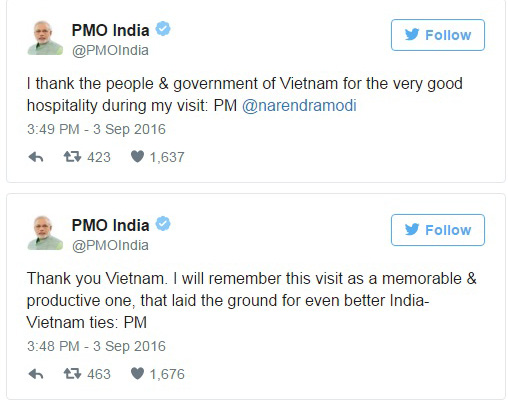 PMO India
Follow
@PMOIndia
I thank the people & government of Vietnam for the very good
hospitality during my visit: PM @narendramodi
3:49 PM - 3 Sep 2016
423 1,637
PMO India
Follow
@PMOIndia
Thank you Vietnam. I will remember this visit as a memorable &
productive one, that laid the ground for even better India-
Vietnam ties: PM
3:48 PM - 3 Sep 2016
463 1,676